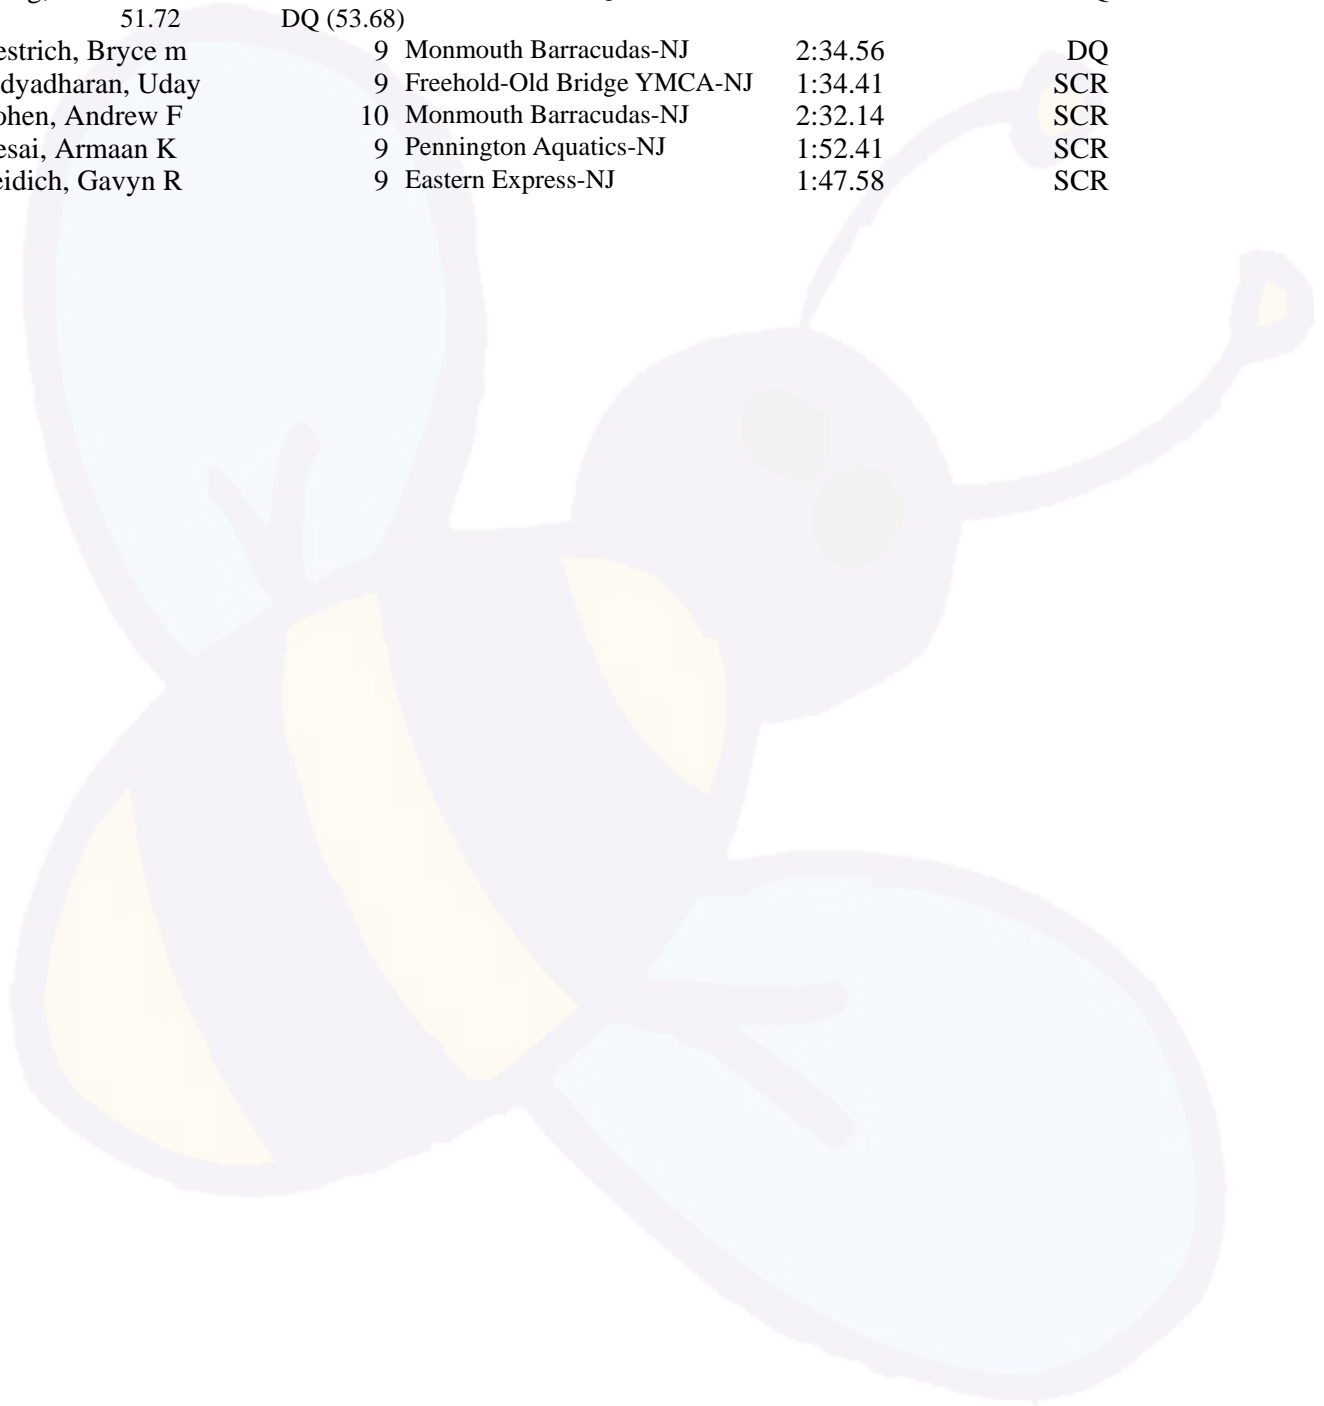 51.72 DQ (53.68)
estrich, Bryce m 9 Monmouth Barracudas-NJ 2:34.56 DQ
dyadharan, Uday 9 Freehold-Old Bridge YMCA-NJ 1:34.41 SCR
ohen, Andrew F 10 Monmouth Barracudas-NJ 2:32.14 SCR
esai, Armaan K 9 Pennington Aquatics-NJ 1:52.41 SCR
eidich, Gavyn R 9 Eastern Express-NJ 1:47.58 SCR